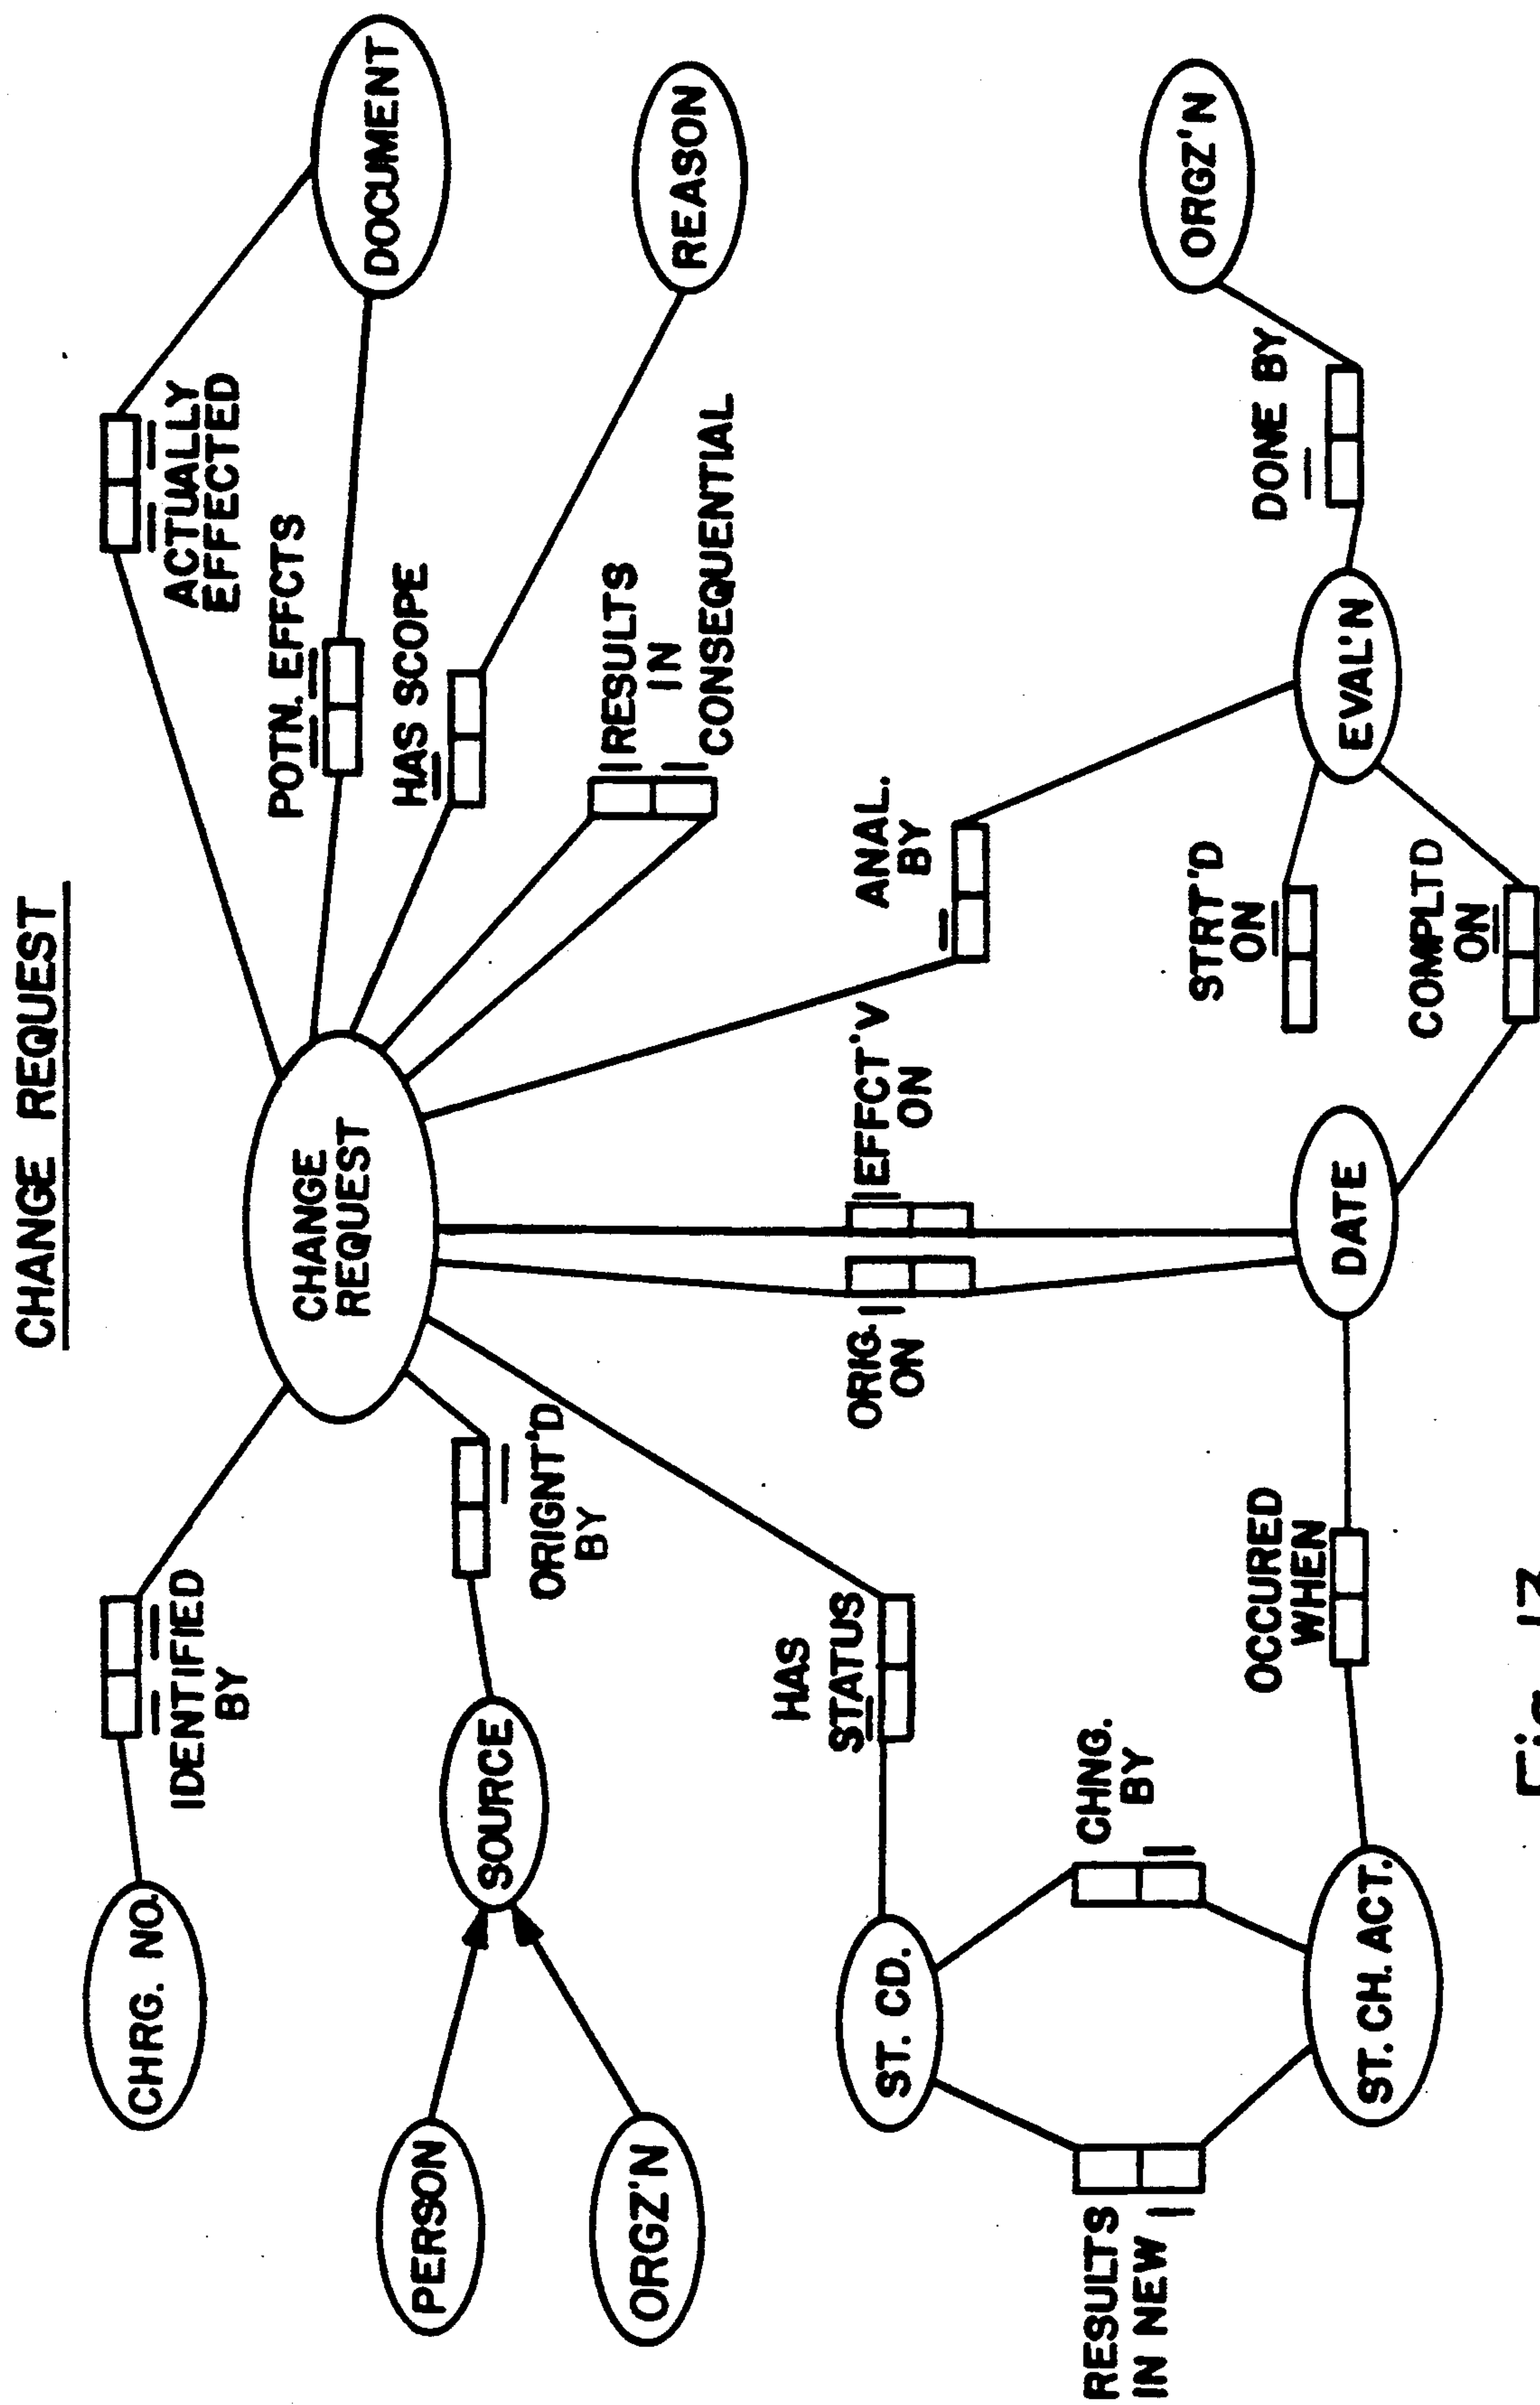 CHANGE REQUEST
CHRG. NO.
IDENTIFIED
BY
CHANGE
REQUEST
ACTUALLY
EFFECTED
POTN. EFFECTS
DOCUMENT
PERSON
SOURCE
ORIGNT'D
BY
HAS SCOPE
REASON
ORGZ'N
RESULTS
IN
CONSEQUENTIAL
HAS
STATUS
ST. CD.
ORIG.
ON
EFFCT'V
ON
ANAL.
BY
RESULTS
IN NEW
CHNG.
BY
OCCURED
WHEN
STRT'D
ON
DONE BY
ORGZ'N
ST. CH. ACT.
DATE
EVAL'N
COMPLTD
ON